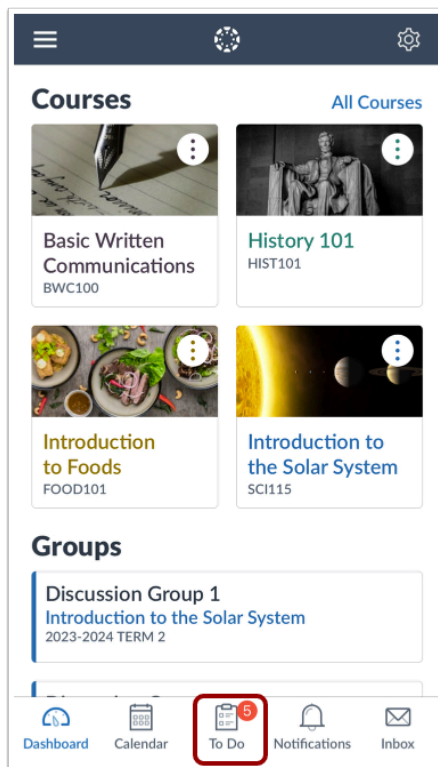 Courses
All Courses
Basic Written
Communications
BWC100
History 101
HIST101
Introduction
to Foods
FOOD101
Introduction to
the Solar System
SCI115
Groups
Discussion Group 1
Introduction to the Solar System
2023-2024 TERM 2
5
Dashboard
Calendar
To Do
Notifications
Inbox